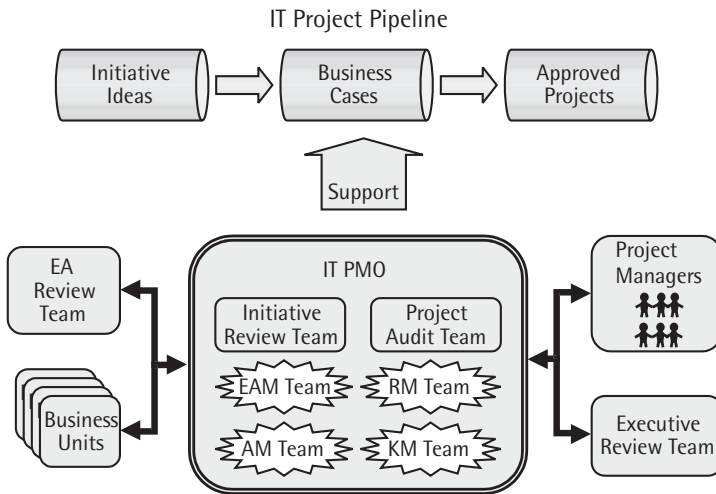 IT Project Pipeline
Initiative
Ideas
Business
Cases
Approved
Projects
Support
EA
Review
Team
Business
Units
IT PMO
Initiative
Review Team
Project
Audit Team
EAM Team
RM Team
AM Team
KM Team
Project
Managers
Executive
Review Team